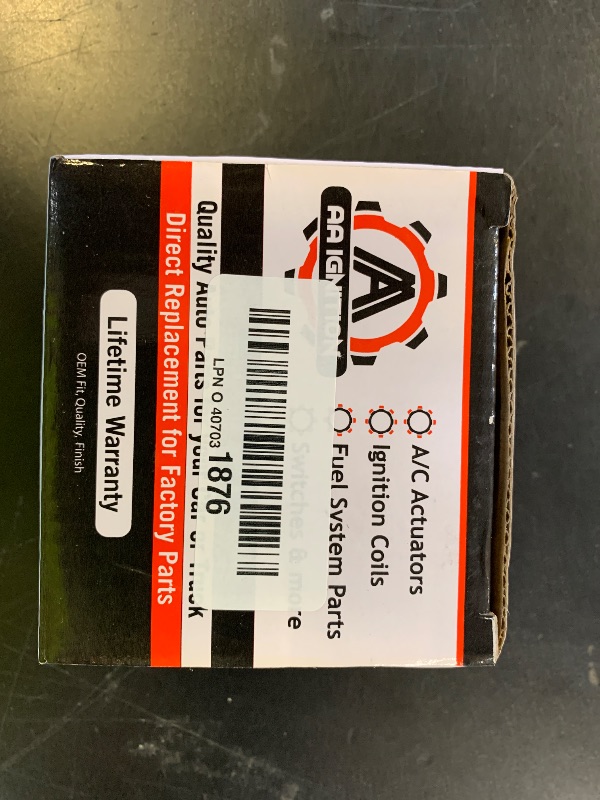 AA IGNITION
A/C Actuators
Ignition Coils
Fuel System Parts
Switches & more
LPN O 40703 1876
Quality Auto Parts for your Car or Truck
Direct Replacement for Factory Parts
Lifetime Warranty
OEM Fit, Quality, Finish